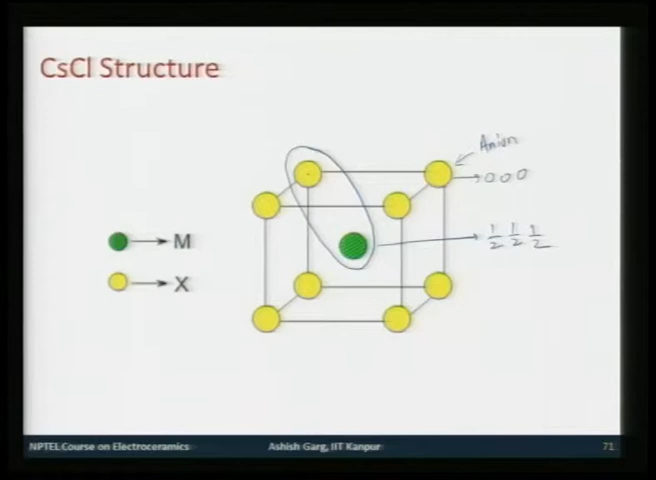 CsCl Structure
Anion
000
1/2 1/2 1/2
M
X
NPTEL Course on Electroceramics
Ashish Garg, IIT Kanpur
71